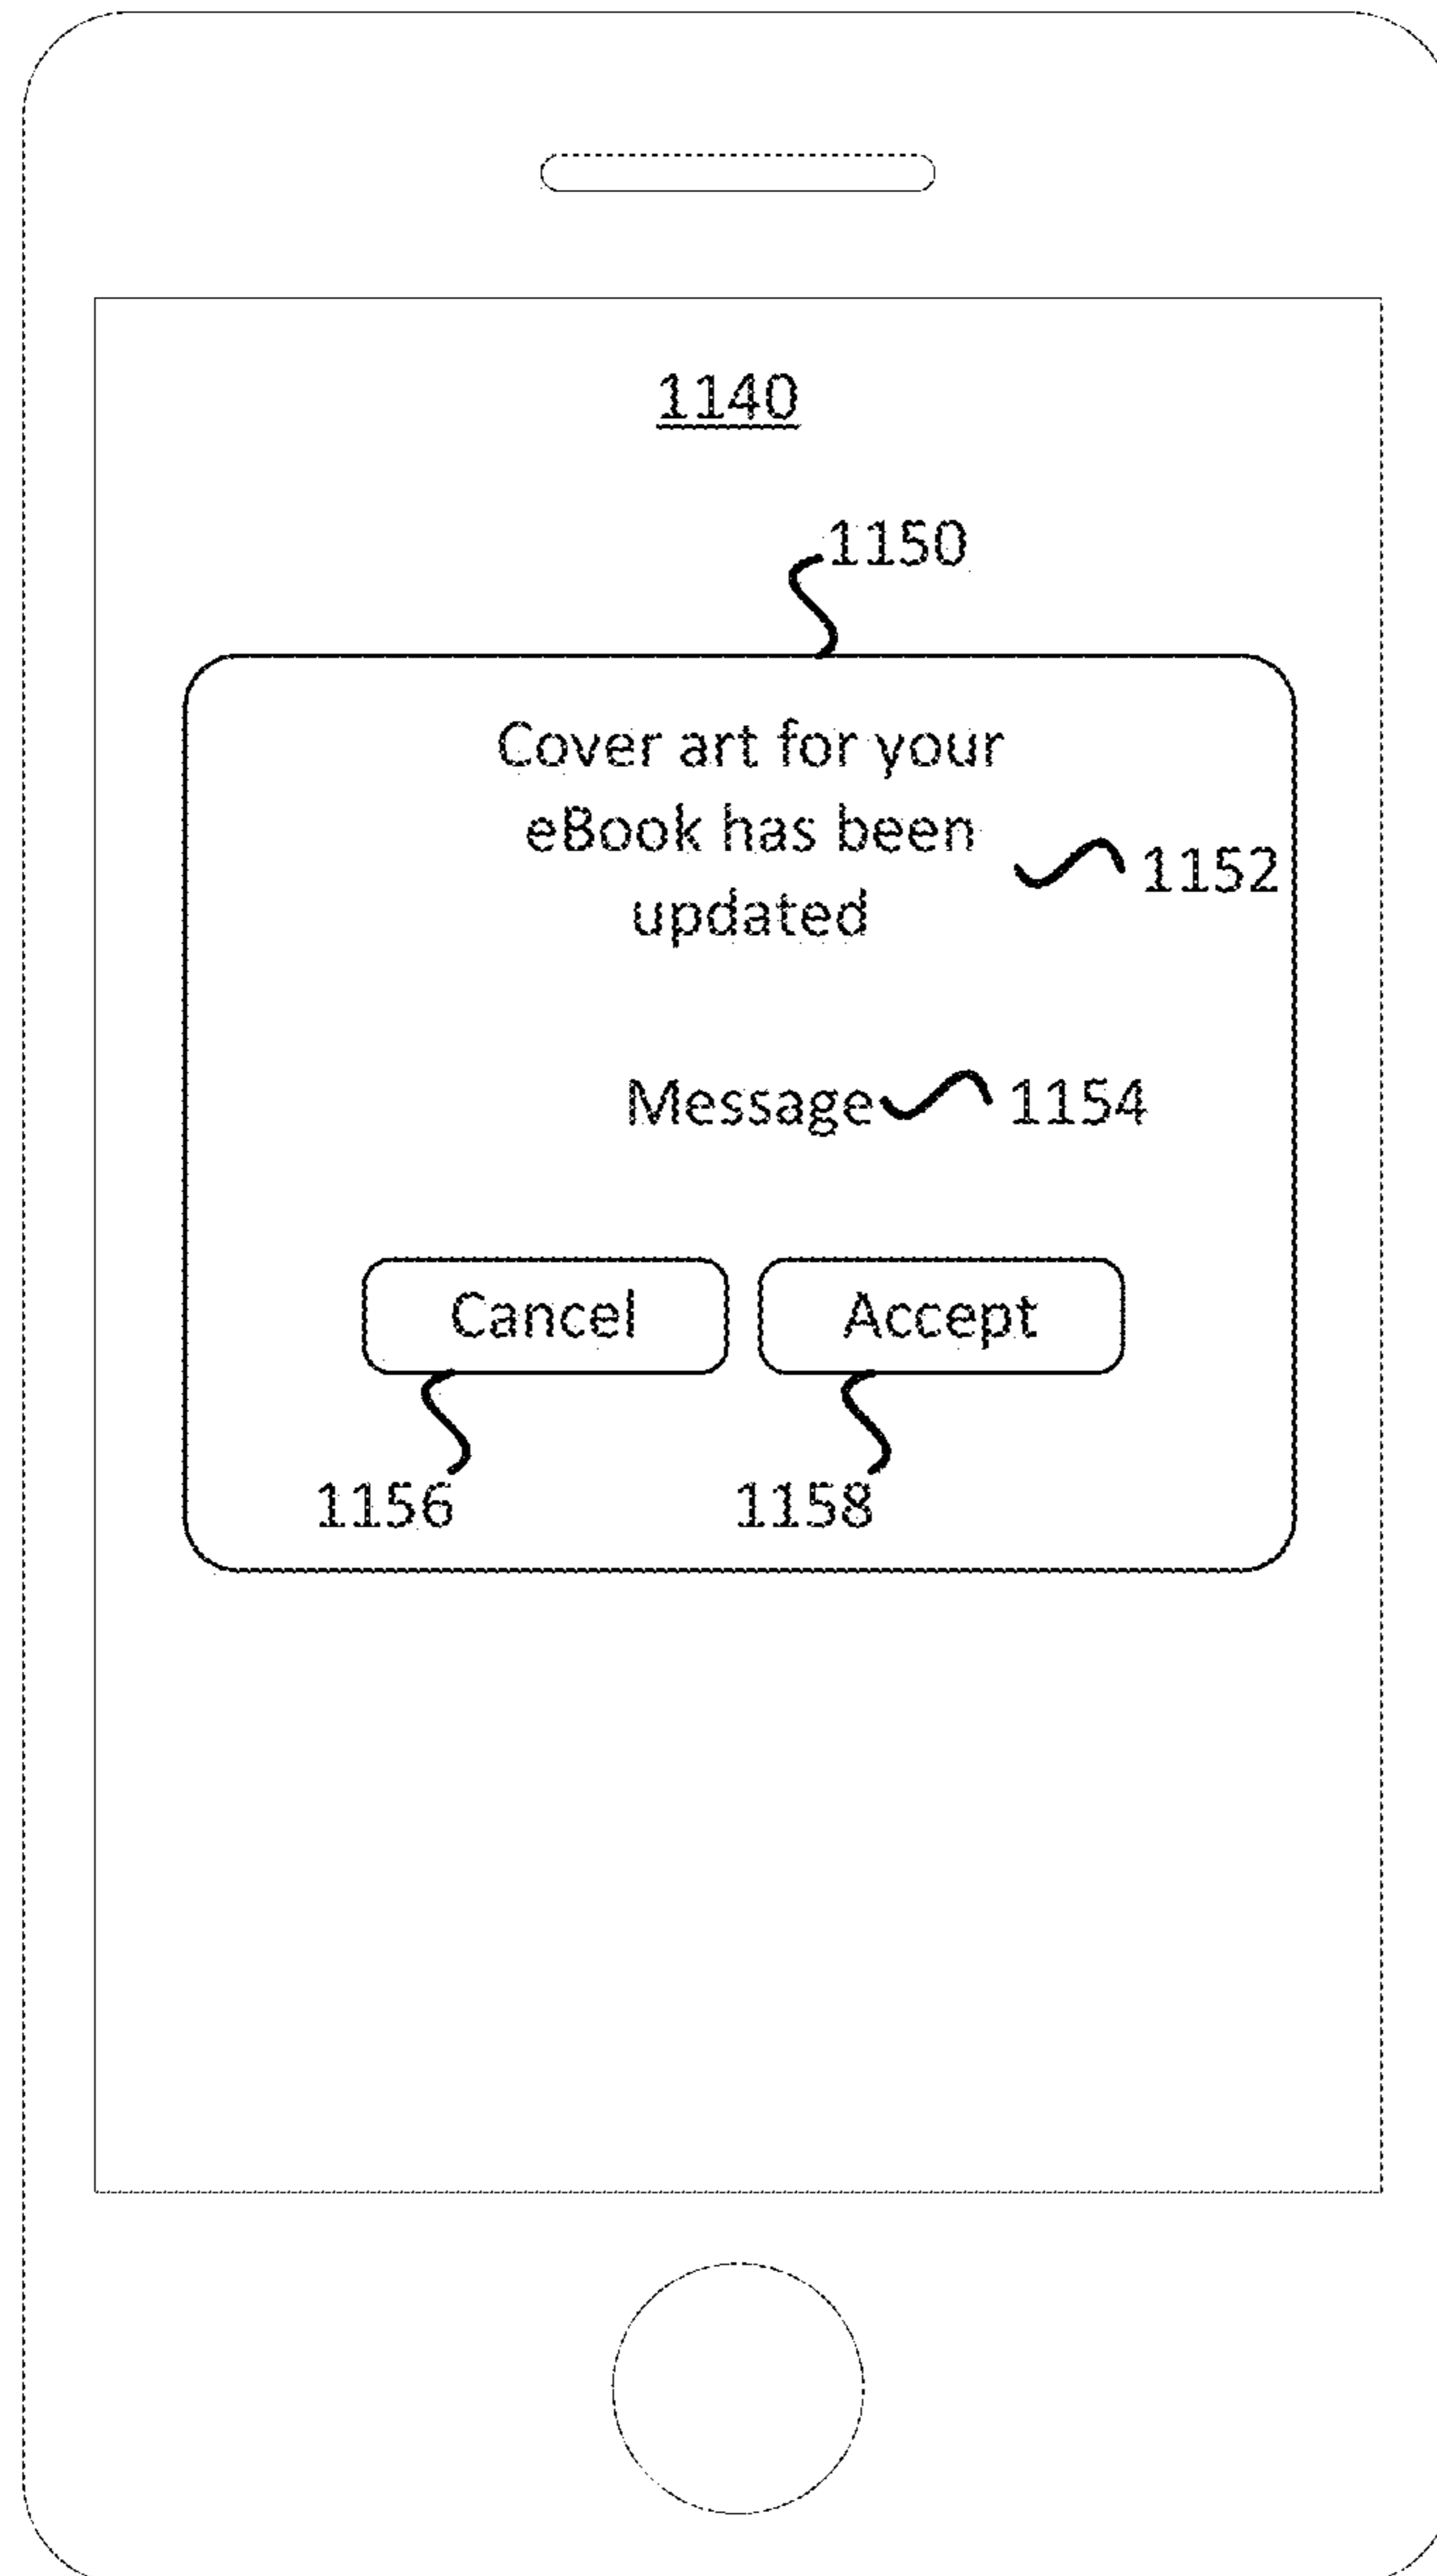 1140
1150
Cover art for your
eBook has been
updated
1152
Message 1154
Cancel Accept
1156 1158